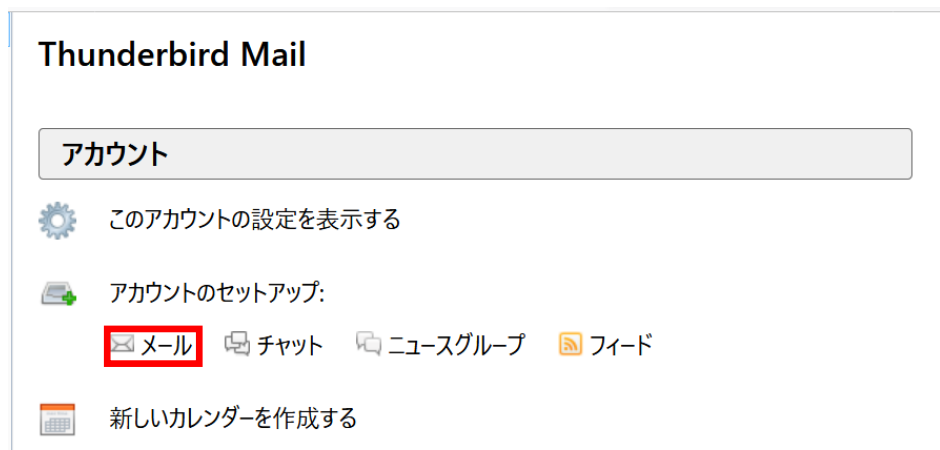 Thunderbird Mail
アカウント
このアカウントの設定を表示する
アカウントのセットアップ:
メール チャット ニュースグループ フィード
新しいカレンダーを作成する